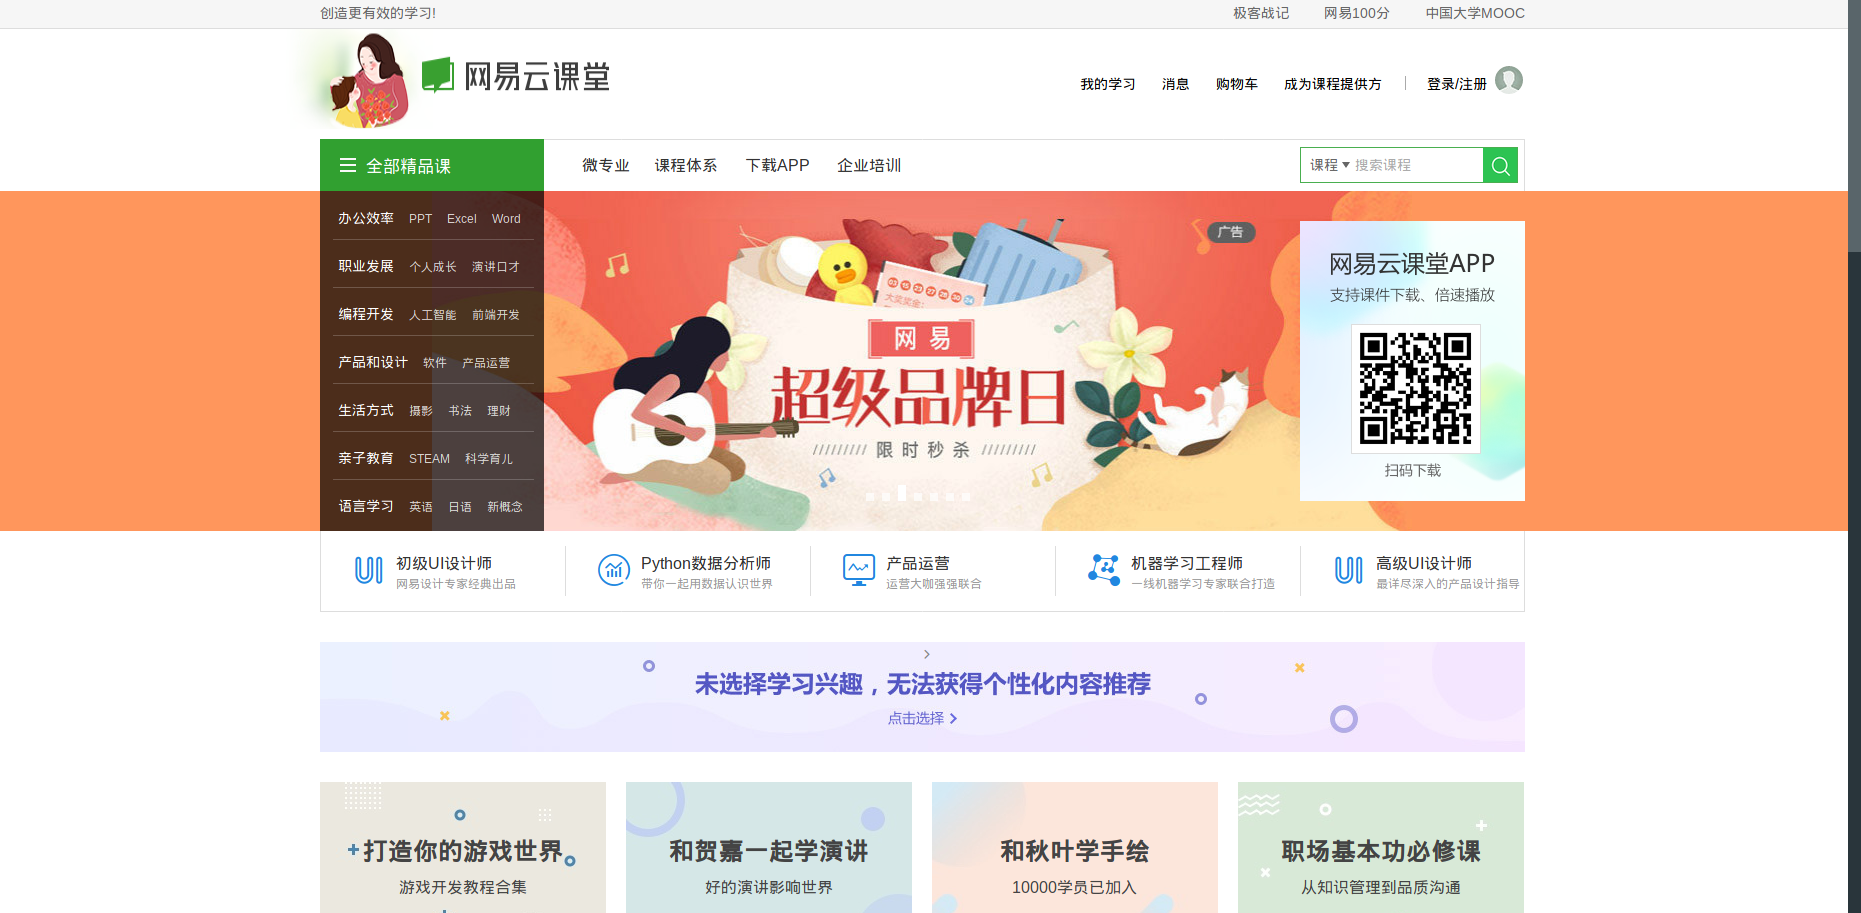 创造更有效的学习!
极客战记 网易100分 中国大学MOOC
网易云课堂
我的学习 消息 购物车 成为课程提供方 登录/注册
全部精品课 微专业 课程体系 下载APP 企业培训 课程 搜索课程
办公效率 PPT Excel Word
职业发展 个人成长 演讲口才
编程开发 人工智能 前端开发
产品和设计 软件 产品运营
生活方式 摄影 书法 理财
亲子教育 STEAM 科学育儿
语言学习 英语 日语 新概念
广告
03 15 23 27 28 30 24
大奖奖金:
网易
超级品牌日
///////// 限时秒杀 /////////
网易云课堂APP
支持课件下载、倍速播放
扫码下载
初级UI设计师
网易设计专家经典出品
Python数据分析师
带你一起用数据认识世界
产品运营
运营大咖强强联合
机器学习工程师
一线机器学习专家联合打造
高级UI设计师
最详尽深入的产品设计指导
未选择学习兴趣，无法获得个性化内容推荐
点击选择
打造你的游戏世界
游戏开发教程合集
和贺嘉一起学演讲
好的演讲影响世界
和秋叶学手绘
10000学员已加入
职场基本功必修课
从知识管理到品质沟通